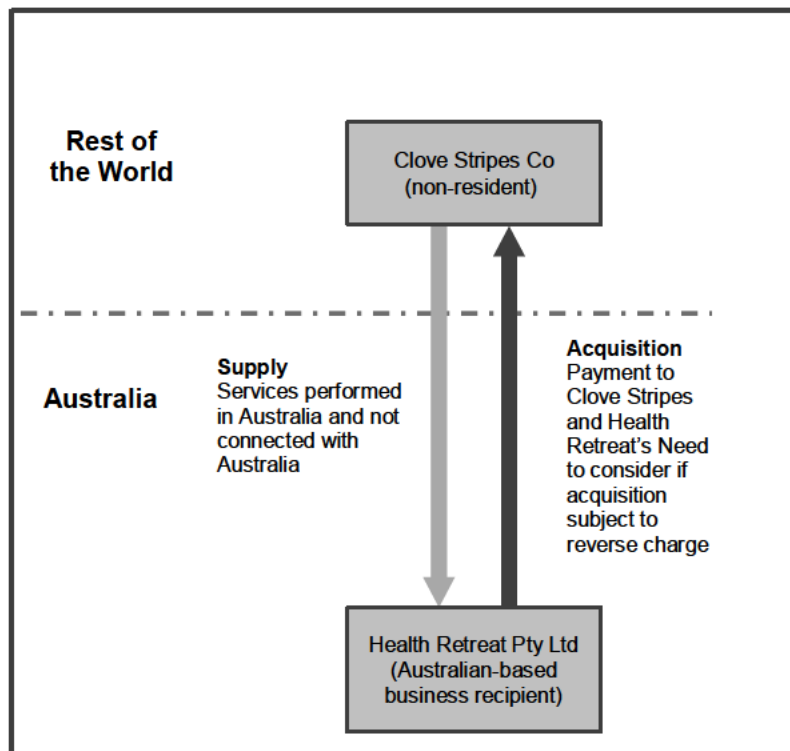 Rest of
the World
Clove Stripes Co
(non-resident)
Australia
Supply
Services performed
in Australia and not
connected with
Australia
Acquisition
Payment to
Clove Stripes
and Health
Retreat's Need
to consider if
acquisition
subject to
reverse charge
Health Retreat Pty Ltd
(Australian-based
business recipient)